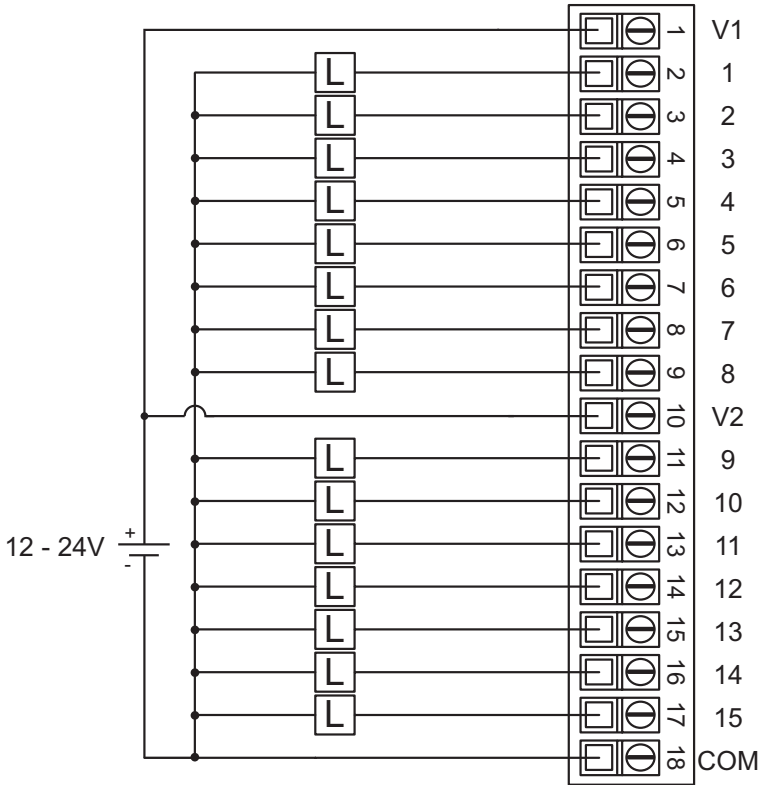 1 V1
L 2 1
L 3 2
L 4 3
L 5 4
L 6 5
L 7 6
L 8 7
L 9 8
10 V2
L 11 9
L 12 10
12 - 24V + - L 13 11
L 14 12
L 15 13
L 16 14
L 17 15
18 COM